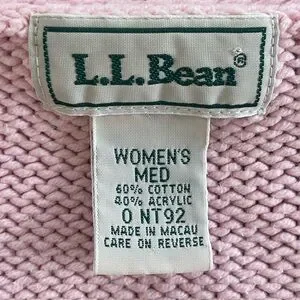 L.L.Bean®
WOMEN'S
MED
60% COTTON
40% ACRYLIC
0 NT92
MADE IN MACAU
CARE ON REVERSE